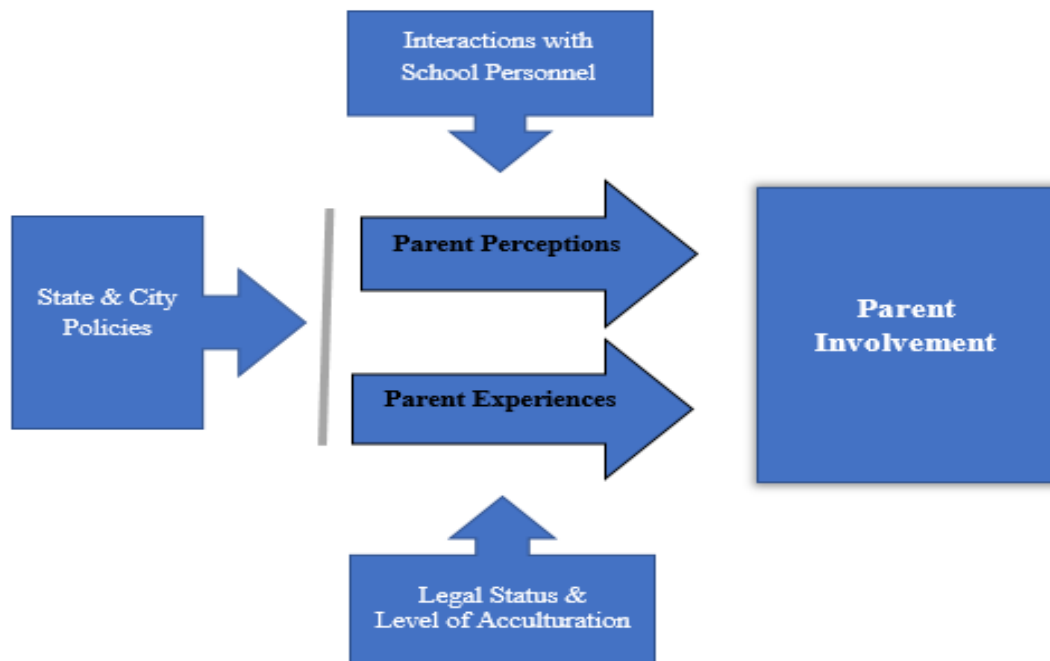 Interactions with
School Personnel
State & City
Policies
Parent Perceptions
Parent Experiences
Parent
Involvement
Legal Status &
Level of Acculturation